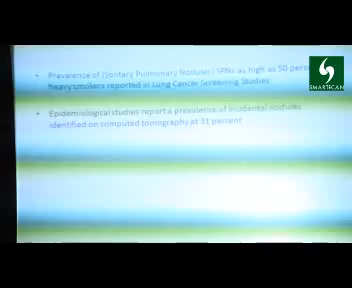 • Prevalence of (Solitary Pulmonary Nodules) SPNs as high as 50 perc
heavy smokers reported in Lung Cancer Screening Studies
• Epidemiological studies report a prevalence of incidental nodules
identified on computed tomography at 31 percent
SMARTECAN